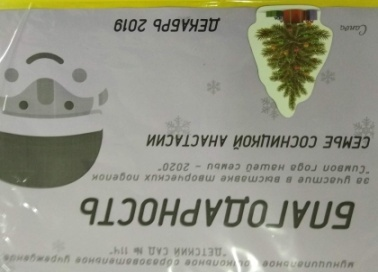 муниципальное дошкольное образовательное учреждение
"ДЕТСКИЙ САД № 114"
БЛАГОДАРНОСТЬ
за участие в выставке творческих поделок
"Символ года нашей семьи - 2020"
СЕМЬЕ СОСНИЦКОЙ АНАСТАСИИ
ДЕКАБРЬ 2019